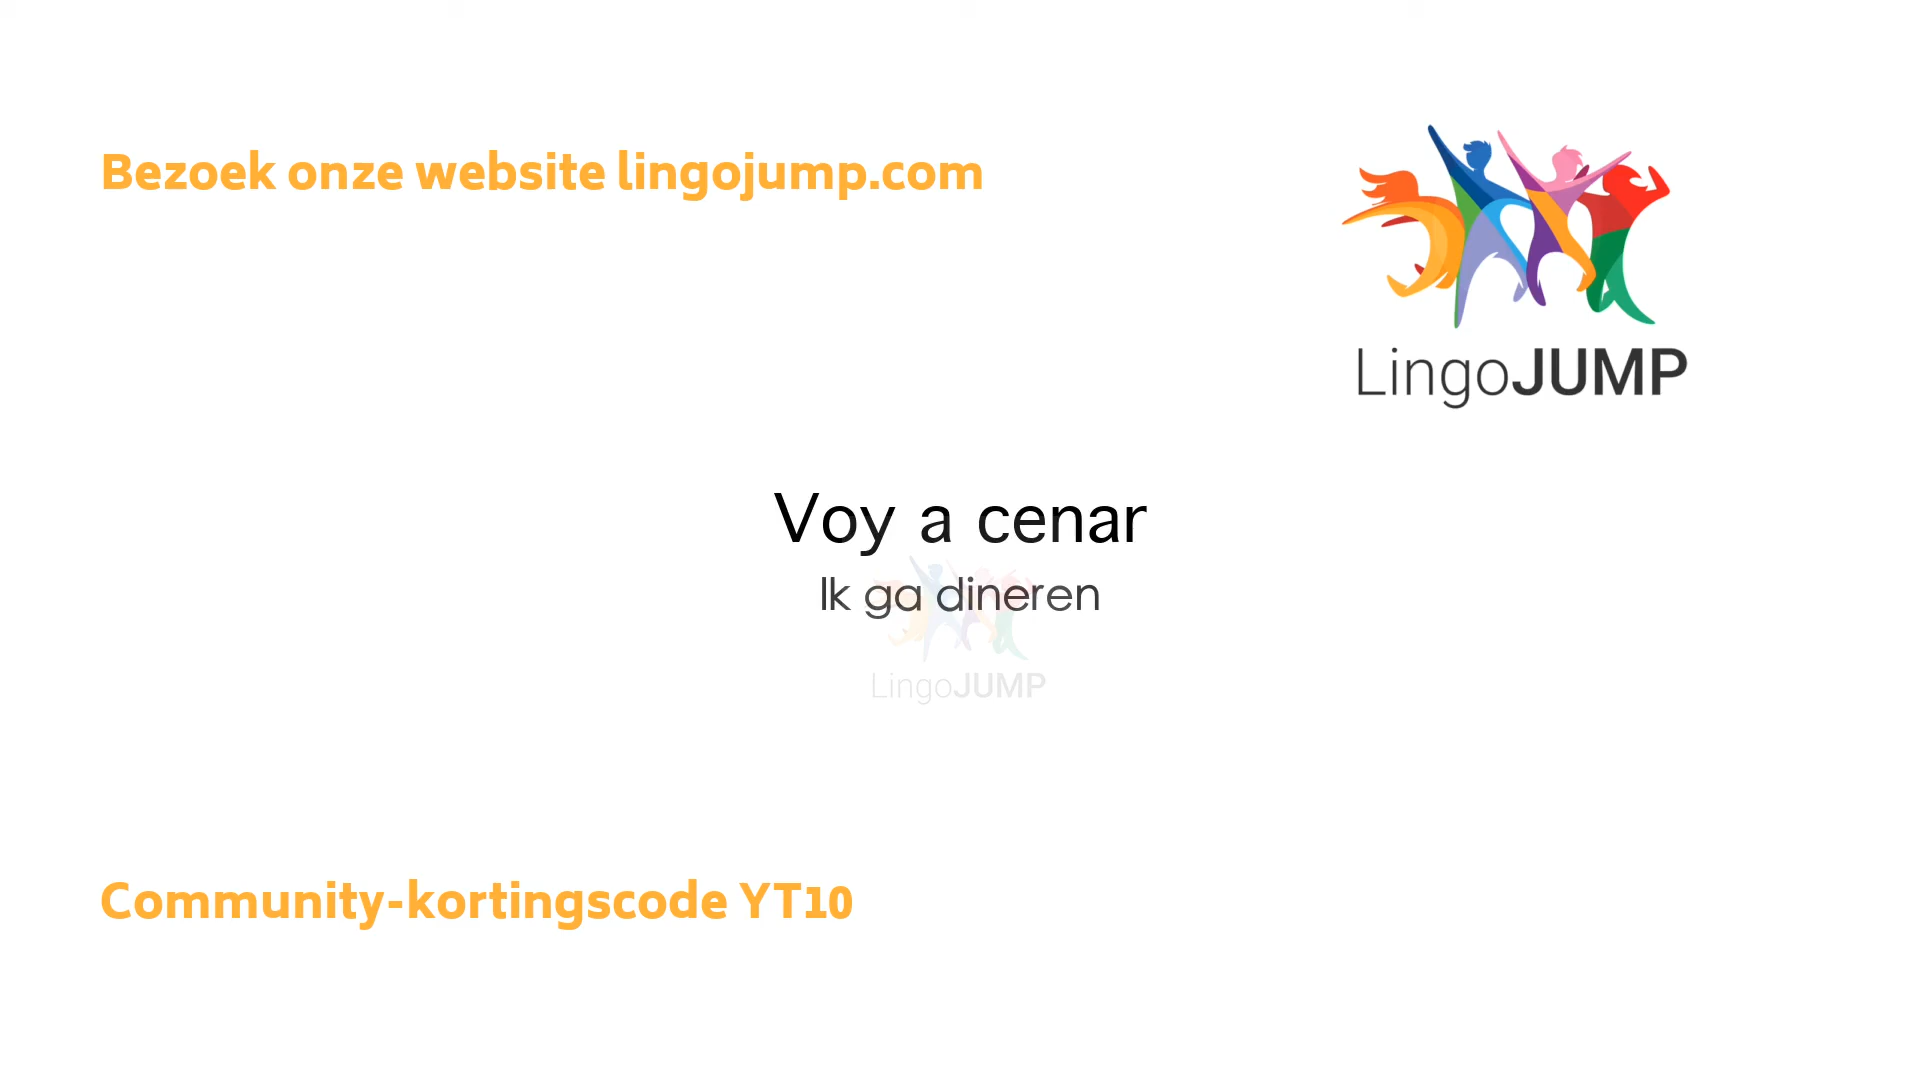 Bezoek onze website lingojump.com
LingoJUMP
Voy a cenar
Ik ga dineren
LingoJUMP
Community-kortingscode YT10